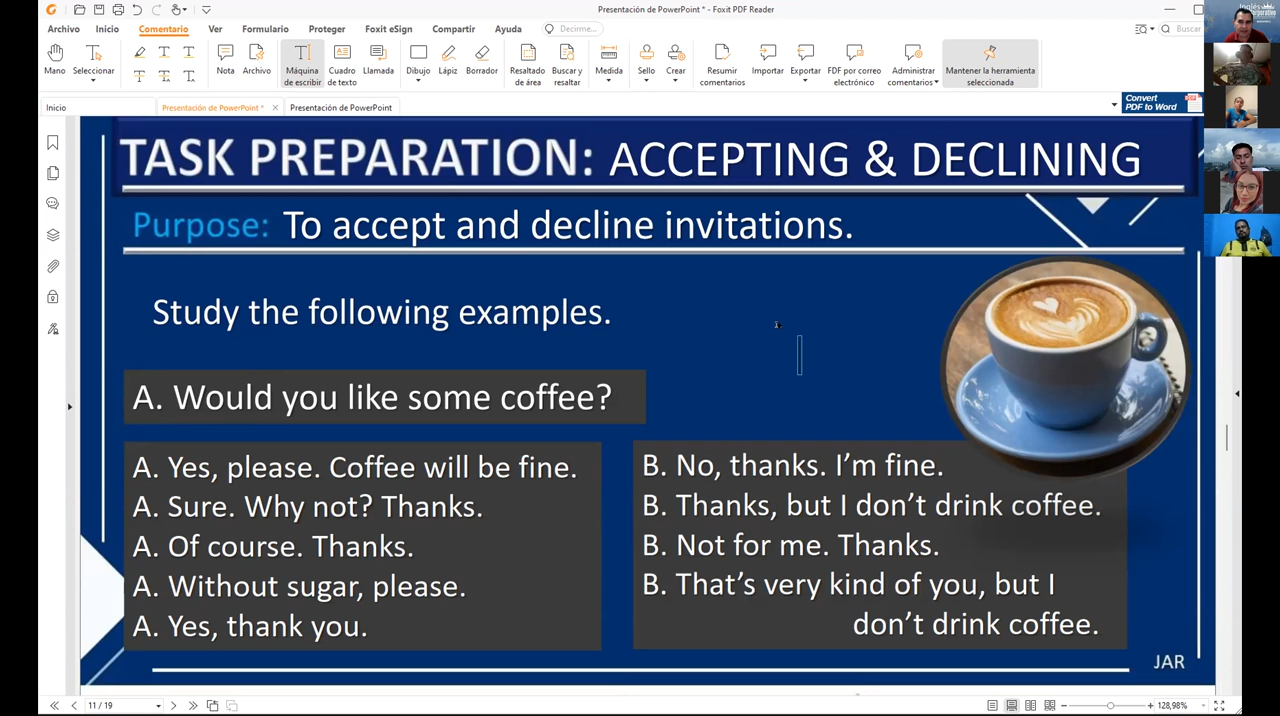 Presentación de PowerPoint * - Foxit PDF Reader
Archivo Inicio Comentario Ver Formulario Proteger Foxit eSign Compartir Ayuda Decirme... Buscar
Mano Seleccionar Nota Archivo Máquina de escribir Cuadro de texto Llamada Dibujo Lápiz Borrador Resaltado de área Buscar y resaltar Medida Sello Crear Resumir comentarios Importar Exportar FDF por correo electrónico Administrar comentarios Mantener la herramienta seleccionada
Inicio Presentación de PowerPoint * Presentación de PowerPoint
Convert
PDF to Word
TASK PREPARATION: ACCEPTING & DECLINING
Purpose: To accept and decline invitations.
Study the following examples.
A. Would you like some coffee?
A. Yes, please. Coffee will be fine.
A. Sure. Why not? Thanks.
A. Of course. Thanks.
A. Without sugar, please.
A. Yes, thank you.
B. No, thanks. I’m fine.
B. Thanks, but I don’t drink coffee.
B. Not for me. Thanks.
B. That’s very kind of you, but I
don’t drink coffee.
JAR
11 / 19
128,98%